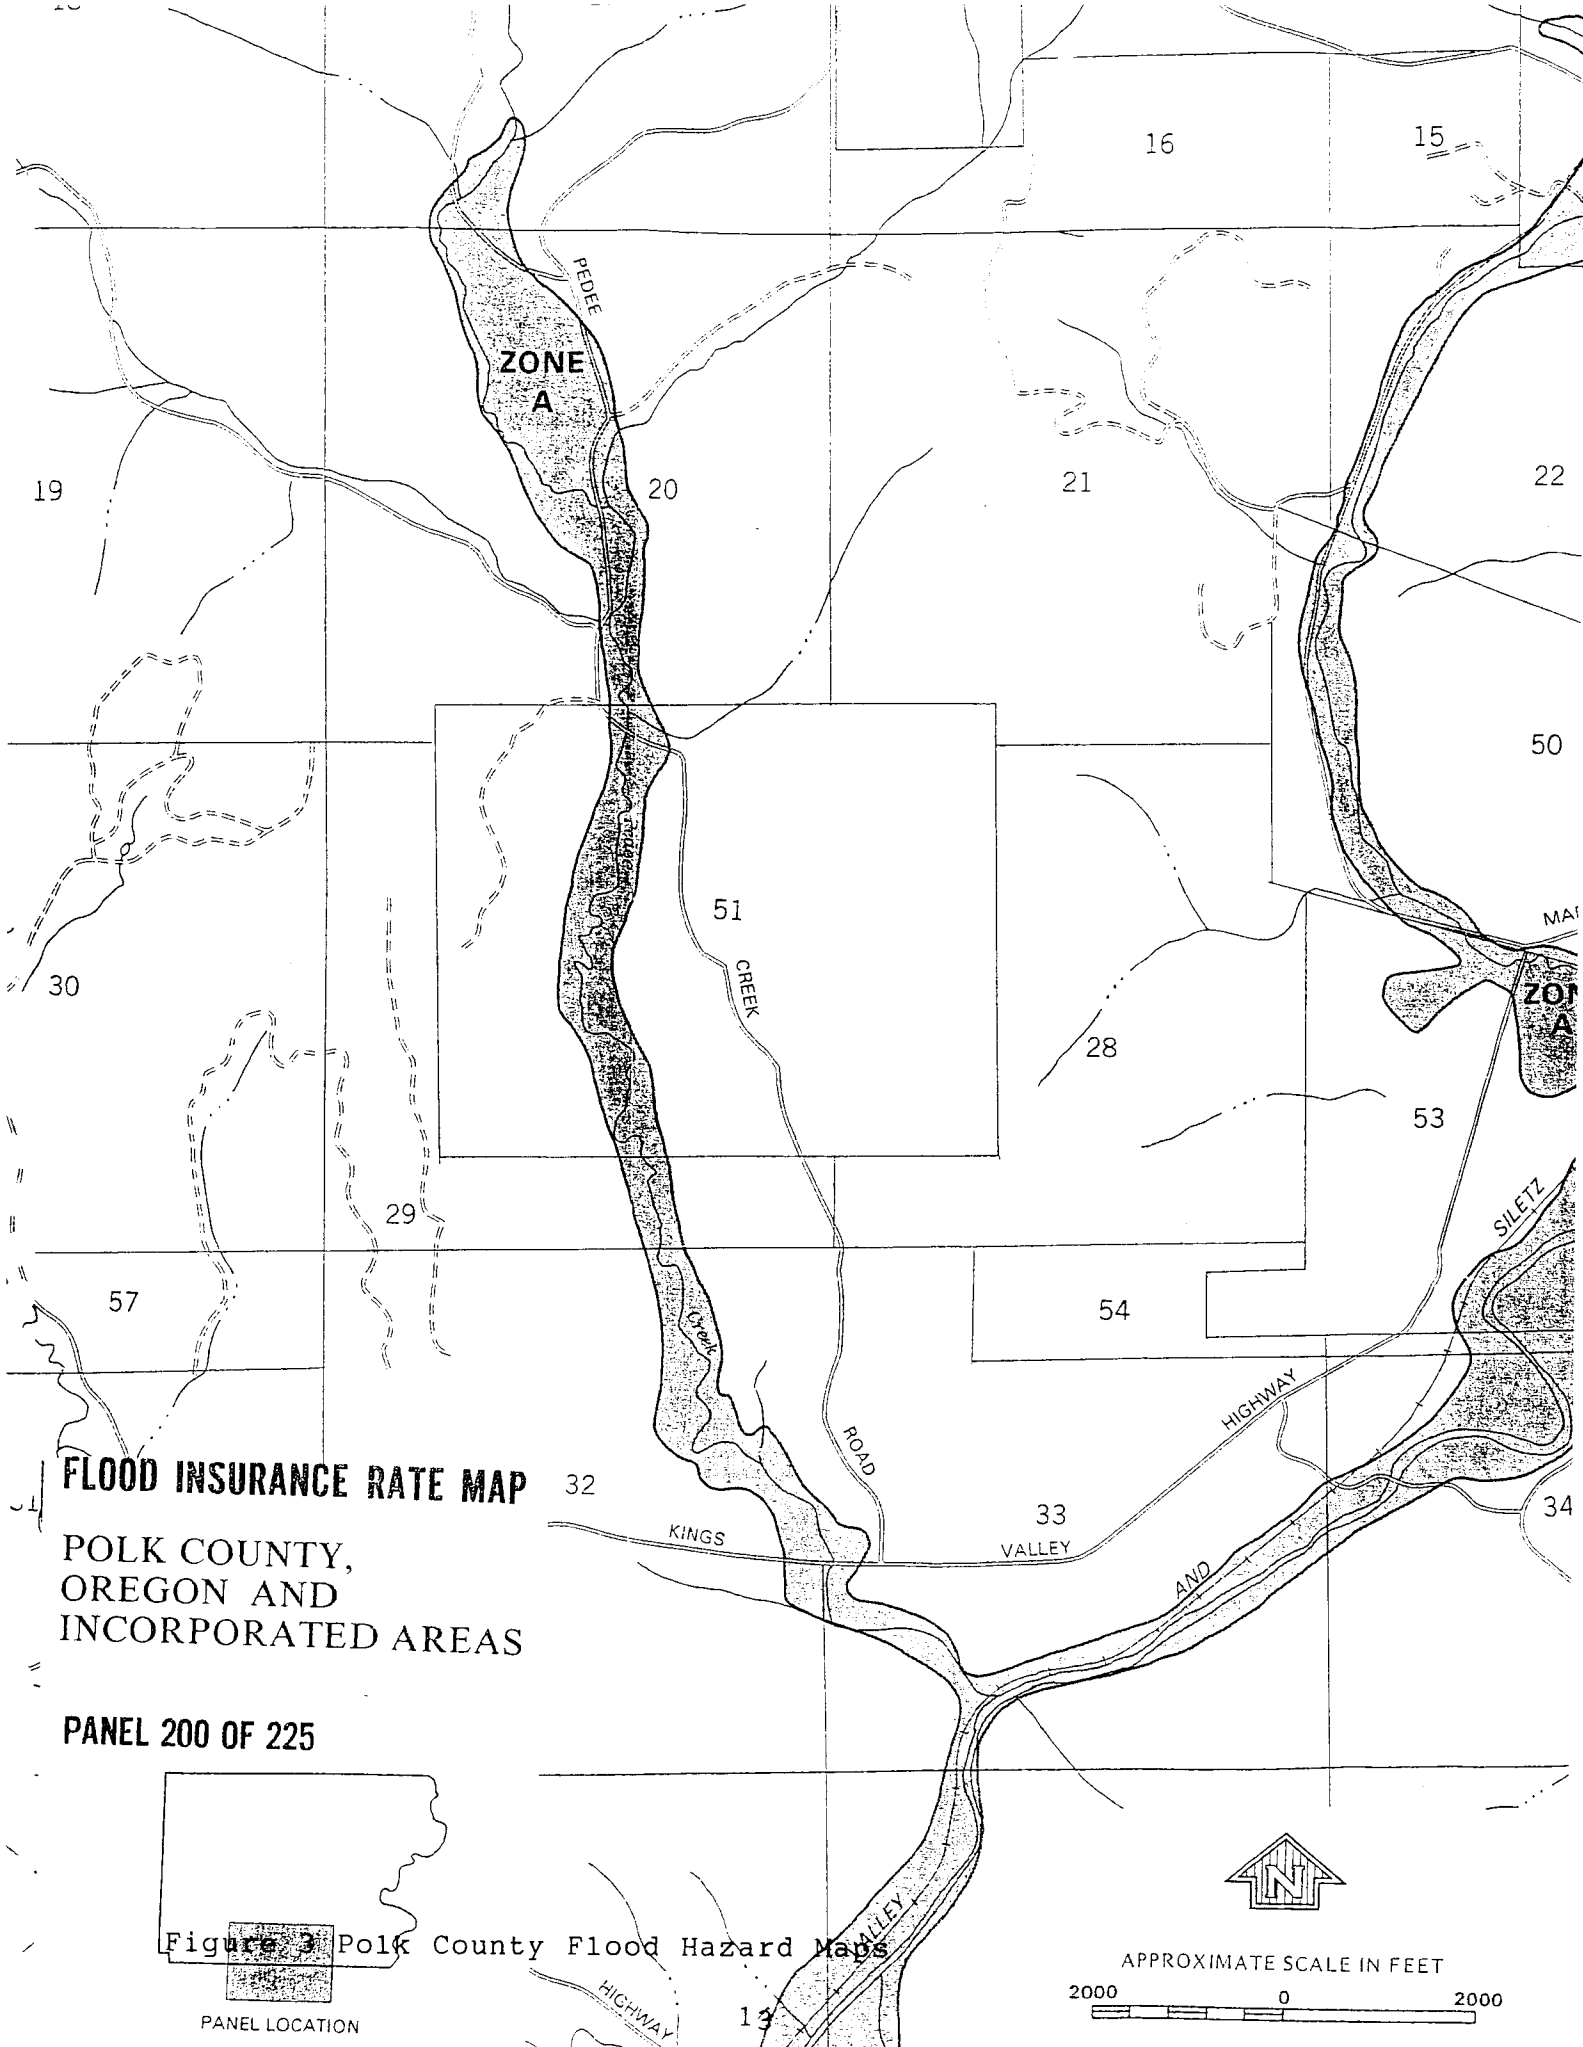 16
15
PEDEE
ZONE
A
19
20
21
22
50
51
MAR
CREEK
30
ZON
A
28
53
SILETZ
29
57
54
Creek
HIGHWAY
ROAD
FLOOD INSURANCE RATE MAP
32
33
34
KINGS
VALLEY
POLK COUNTY,
OREGON AND
INCORPORATED AREAS
AND
PANEL 200 OF 225
N
VALLEY
Figure 3 Polk County Flood Hazard Maps
APPROXIMATE SCALE IN FEET
2000 0 2000
HIGHWAY
13
PANEL LOCATION